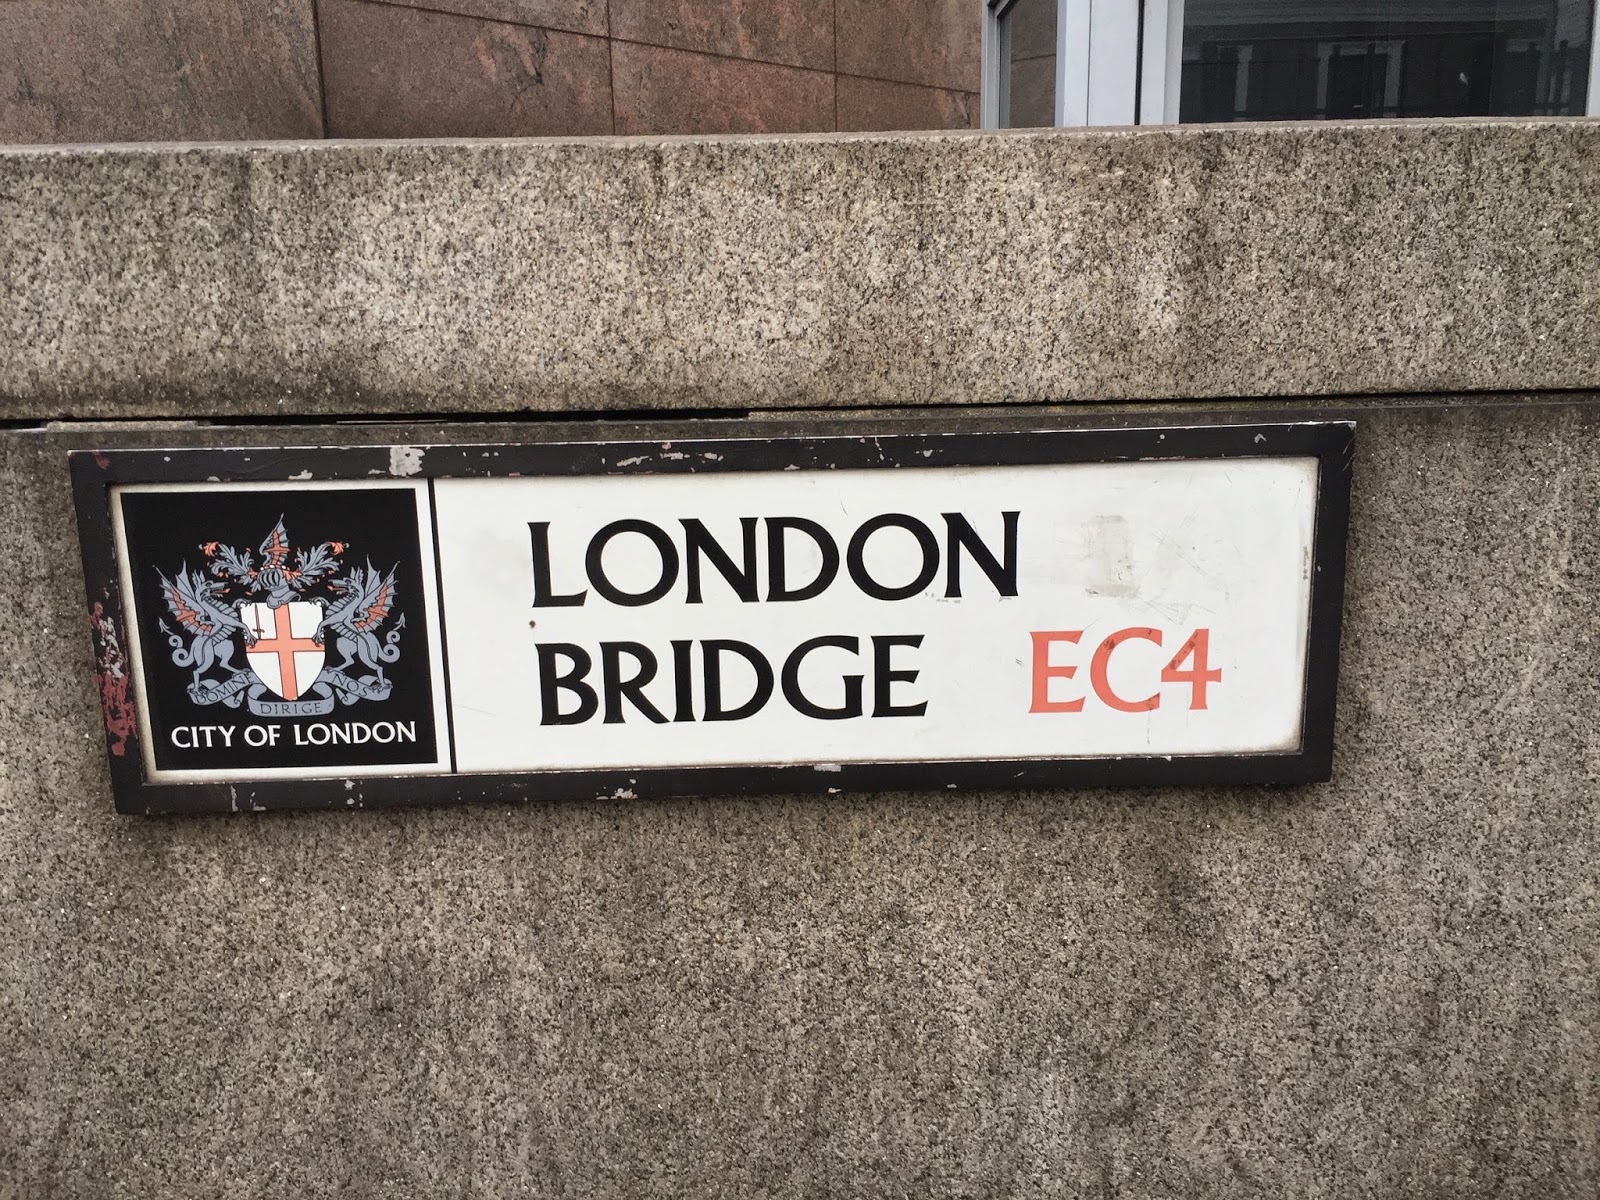 DOMINE NOS
DIRIGE
CITY OF LONDON
LONDON
BRIDGE EC4